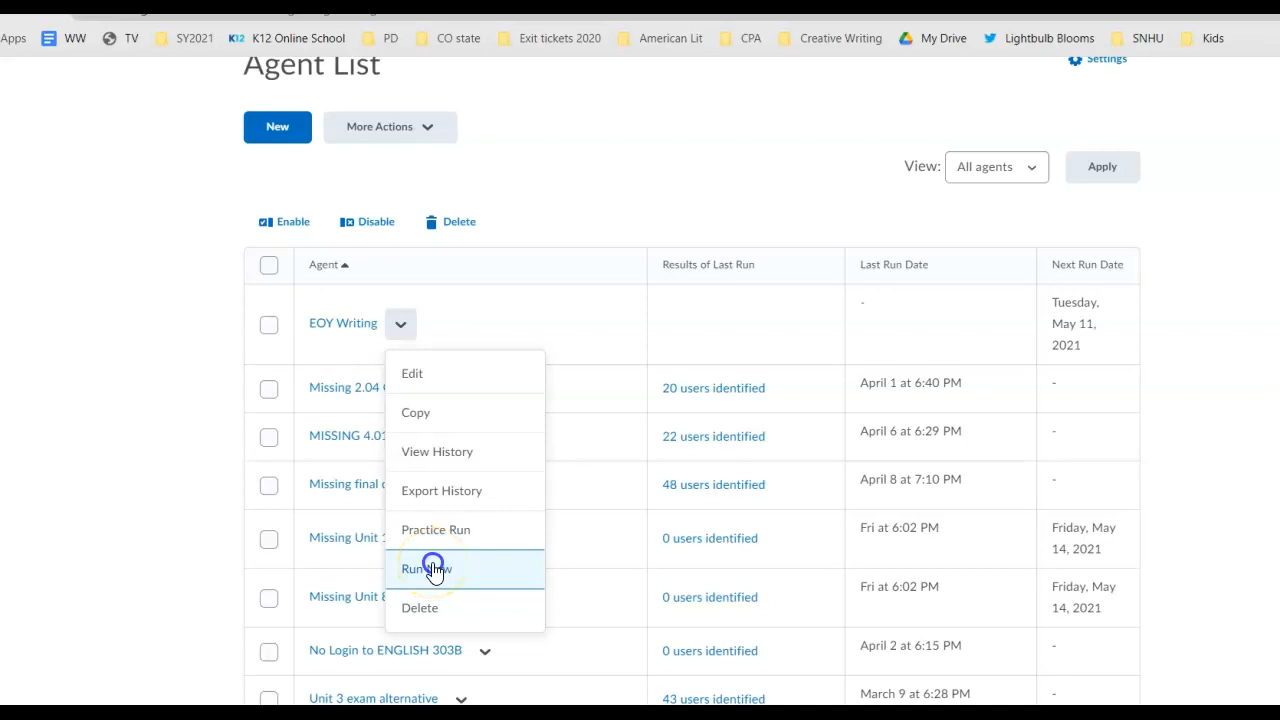 Apps WW TV SY2021 K12 K12 Online School PD CO state Exit tickets 2020 American Lit CPA Creative Writing My Drive Lightbulb Blooms SNHU Kids
Agent List
Settings
New More Actions
View: All agents Apply
Enable Disable Delete
Agent Results of Last Run Last Run Date Next Run Date
EOY Writing - Tuesday,
May 11,
2021
Edit
Missing 2.04 20 users identified April 1 at 6:40 PM -
Copy
MISSING 4.01 22 users identified April 6 at 6:29 PM -
View History
Missing final 48 users identified April 8 at 7:10 PM -
Export History
Practice Run
Missing Unit 0 users identified Fri at 6:02 PM Friday, May
14, 2021
Run Now
Missing Unit 8 0 users identified Fri at 6:02 PM Friday, May
14, 2021
Delete
No Login to ENGLISH 303B 0 users identified April 2 at 6:15 PM -
Unit 3 exam alternative 43 users identified March 9 at 6:28 PM -